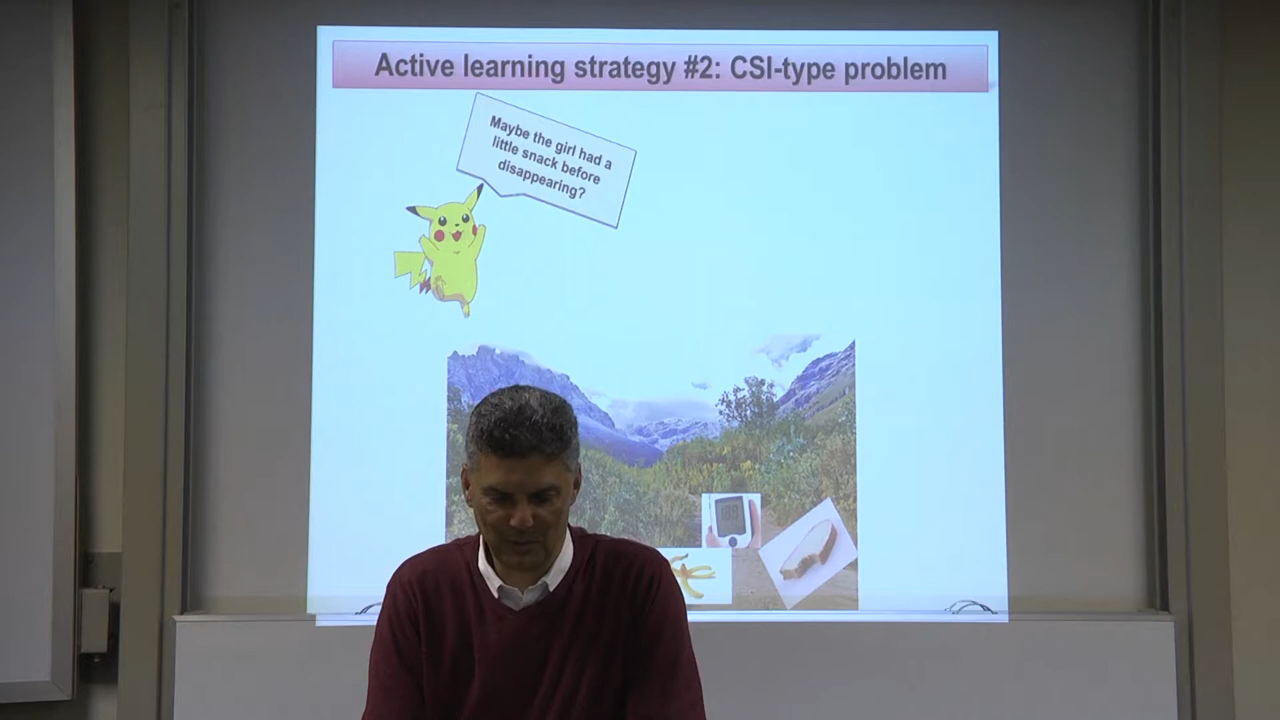 Active learning strategy #2: CSI-type problem
Maybe the girl had a
little snack before
disappearing?